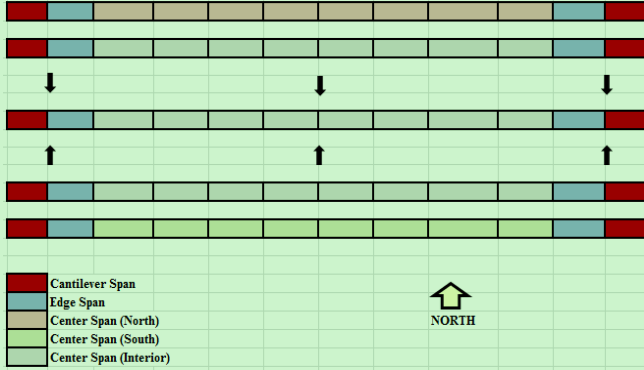 Cantilever Span
Edge Span
Center Span (North)
NORTH
Center Span (South)
Center Span (Interior)